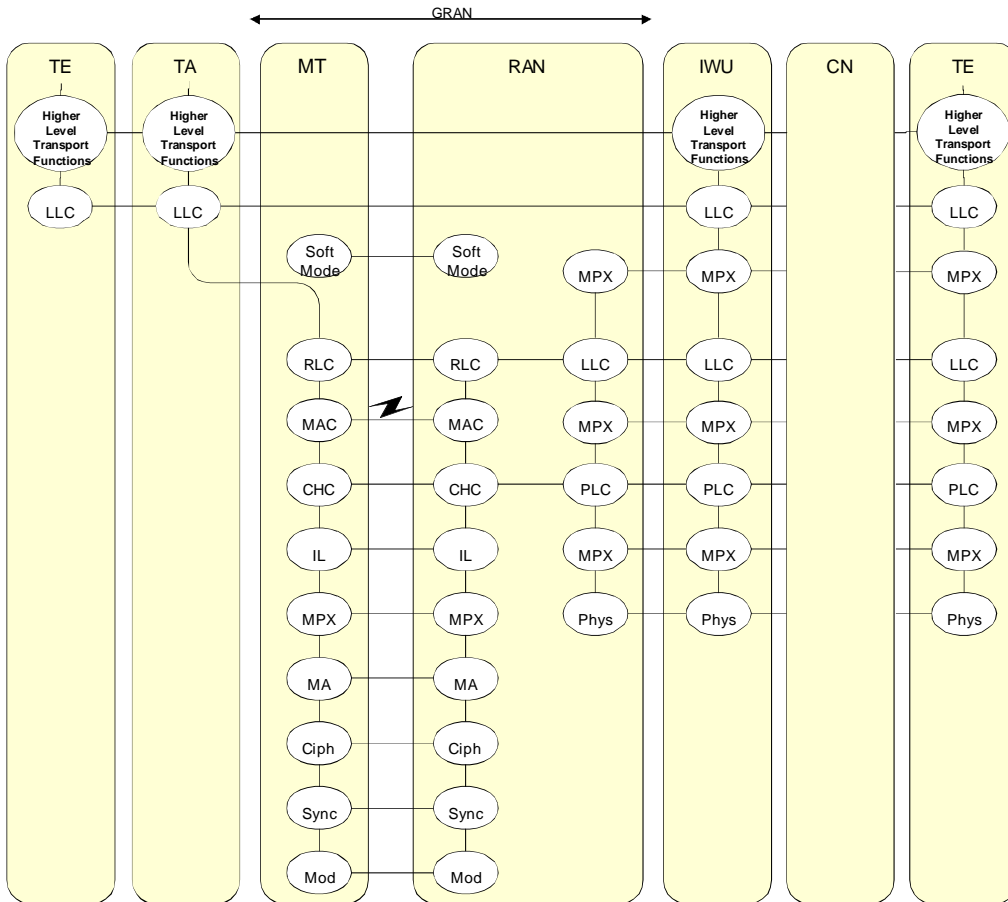 GRAN
TE TA MT RAN IWU CN TE
Higher Level Transport Functions
Higher Level Transport Functions
Higher Level Transport Functions
Higher Level Transport Functions
LLC LLC LLC LLC
Soft Mode
Soft Mode
MPX MPX MPX
RLC RLC LLC LLC LLC
MAC MAC MPX MPX MPX
CHC CHC PLC PLC PLC
IL IL MPX MPX MPX
MPX MPX Phys Phys Phys
MA MA
Ciph Ciph
Sync Sync
Mod Mod